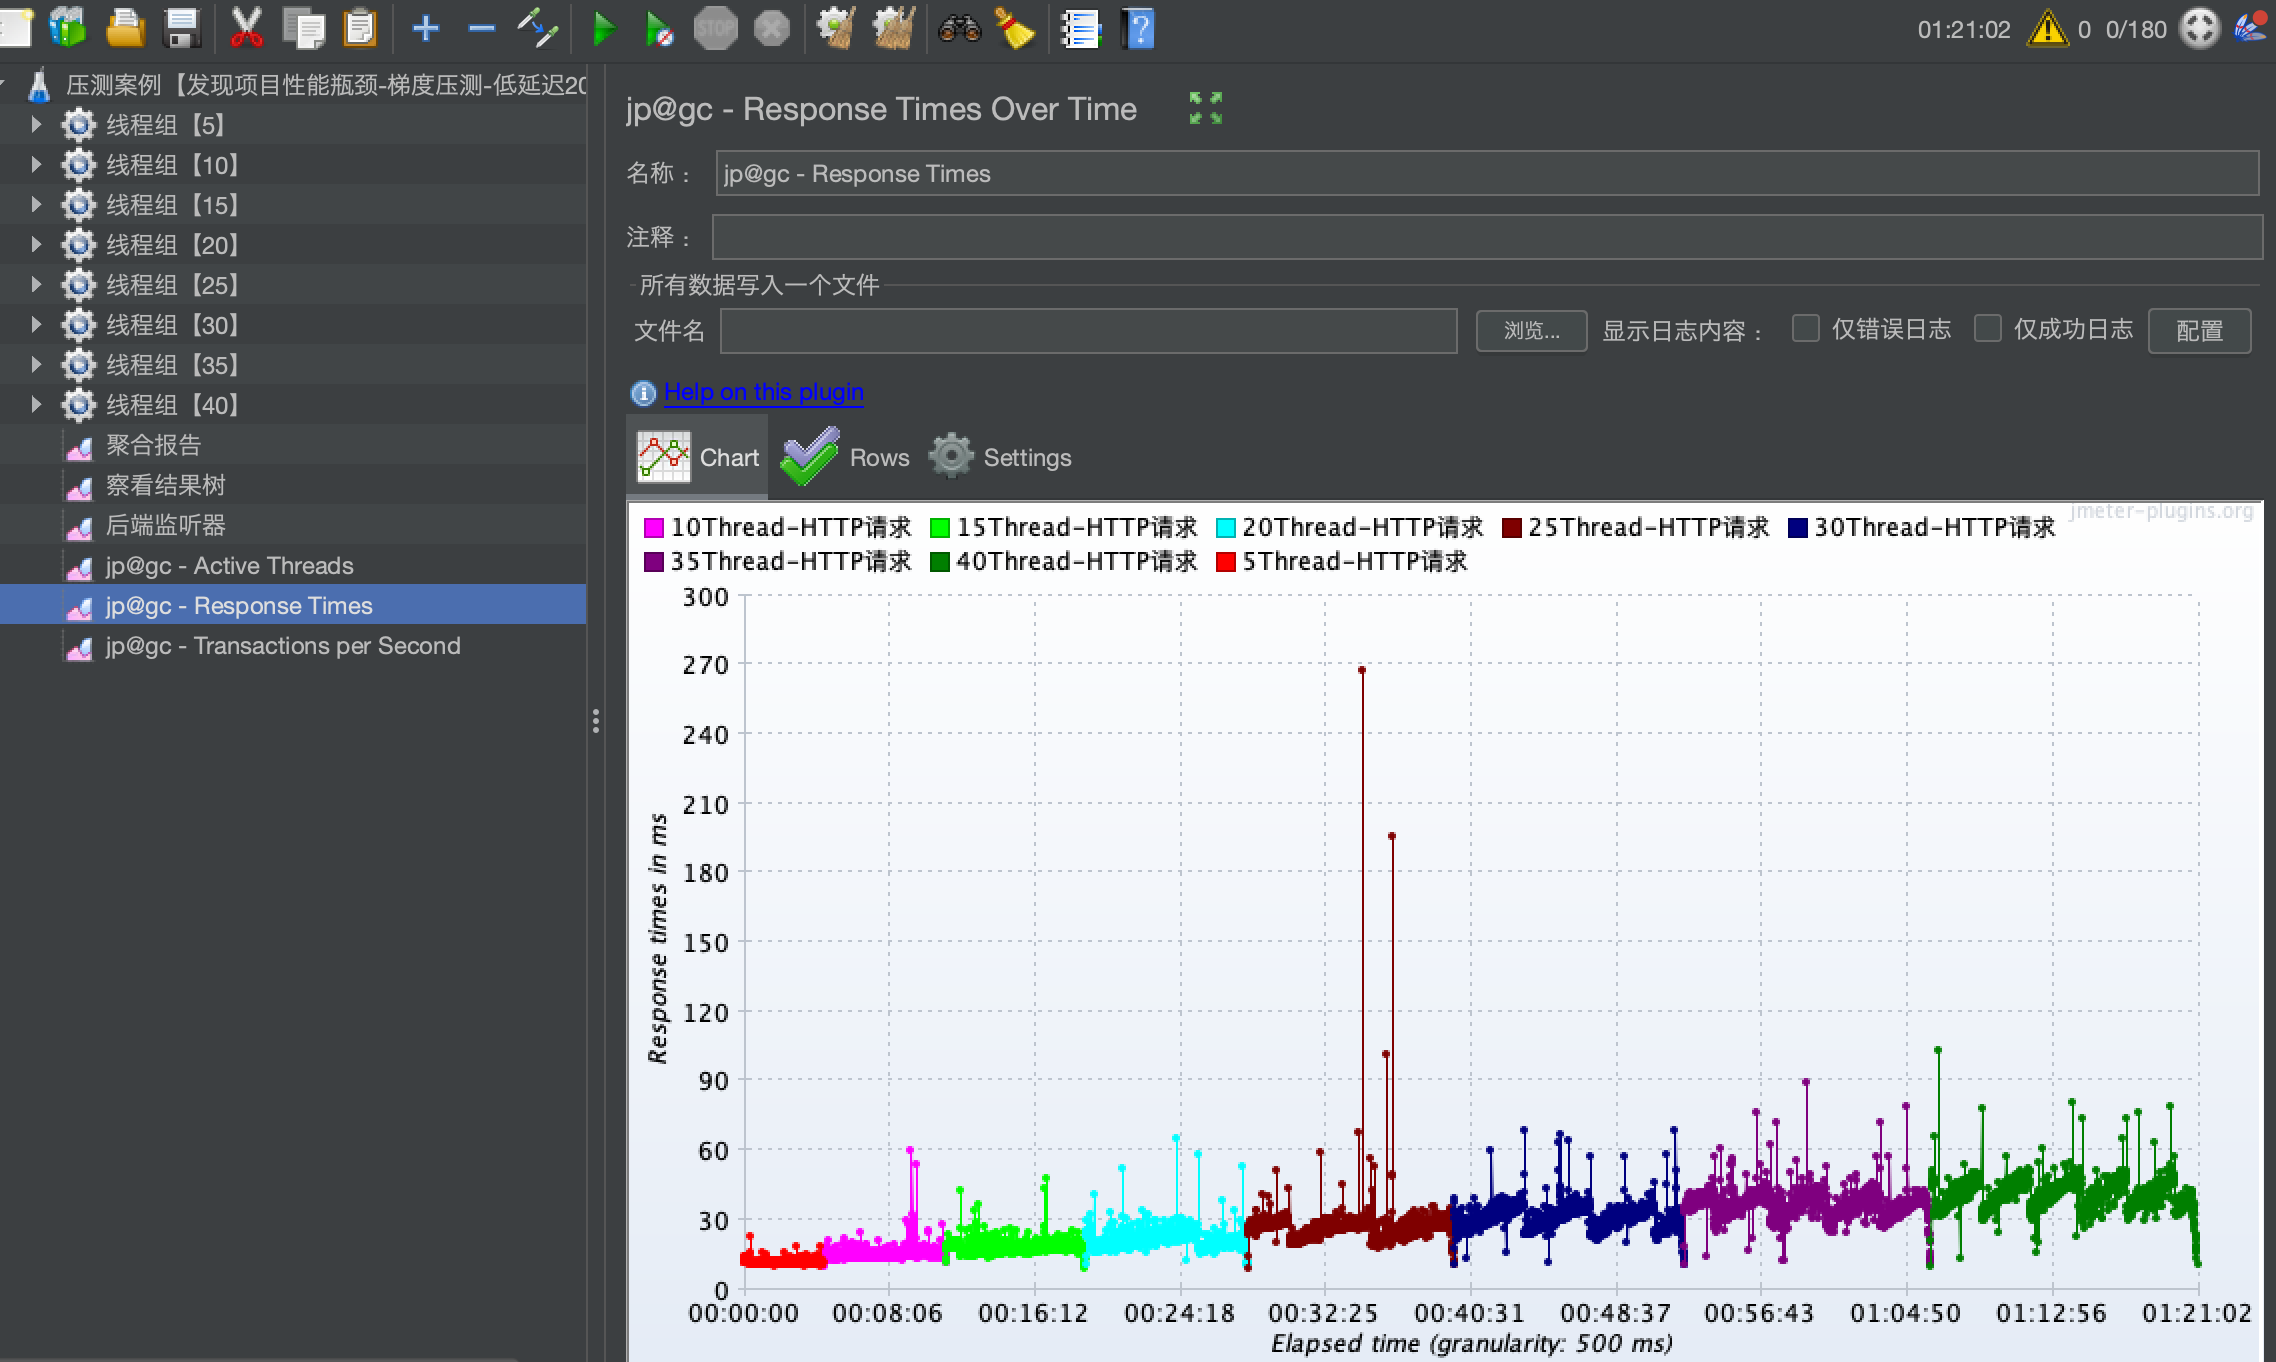 STOP
01:21:02
0 0/180
压测案例【发现项目性能瓶颈-梯度压测-低延迟20
线程组【5】
线程组【10】
线程组【15】
线程组【20】
线程组【25】
线程组【30】
线程组【35】
线程组【40】
聚合报告
察看结果树
后端监听器
jp@gc - Active Threads
jp@gc - Response Times
jp@gc - Transactions per Second
jp@gc - Response Times Over Time
名称：
jp@gc - Response Times
注释：
所有数据写入一个文件
文件名
浏览...
显示日志内容：
仅错误日志
仅成功日志
配置
Help on this plugin
Chart
Rows
Settings
jmeter-plugins.org
10Thread-HTTP请求 15Thread-HTTP请求 20Thread-HTTP请求 25Thread-HTTP请求 30Thread-HTTP请求
35Thread-HTTP请求 40Thread-HTTP请求 5Thread-HTTP请求
300
270
240
210
180
150
120
90
60
30
0
Response times in ms
00:00:00 00:08:06 00:16:12 00:24:18 00:32:25 00:40:31 00:48:37 00:56:43 01:04:50 01:12:56 01:21:02
Elapsed time (granularity: 500 ms)